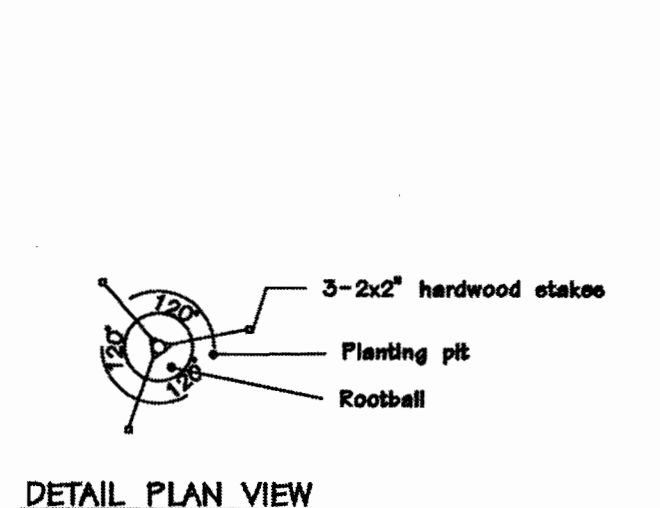 120°
3-2x2" hardwood stakes
120°
Planting pit
120°
Rootball
DETAIL PLAN VIEW